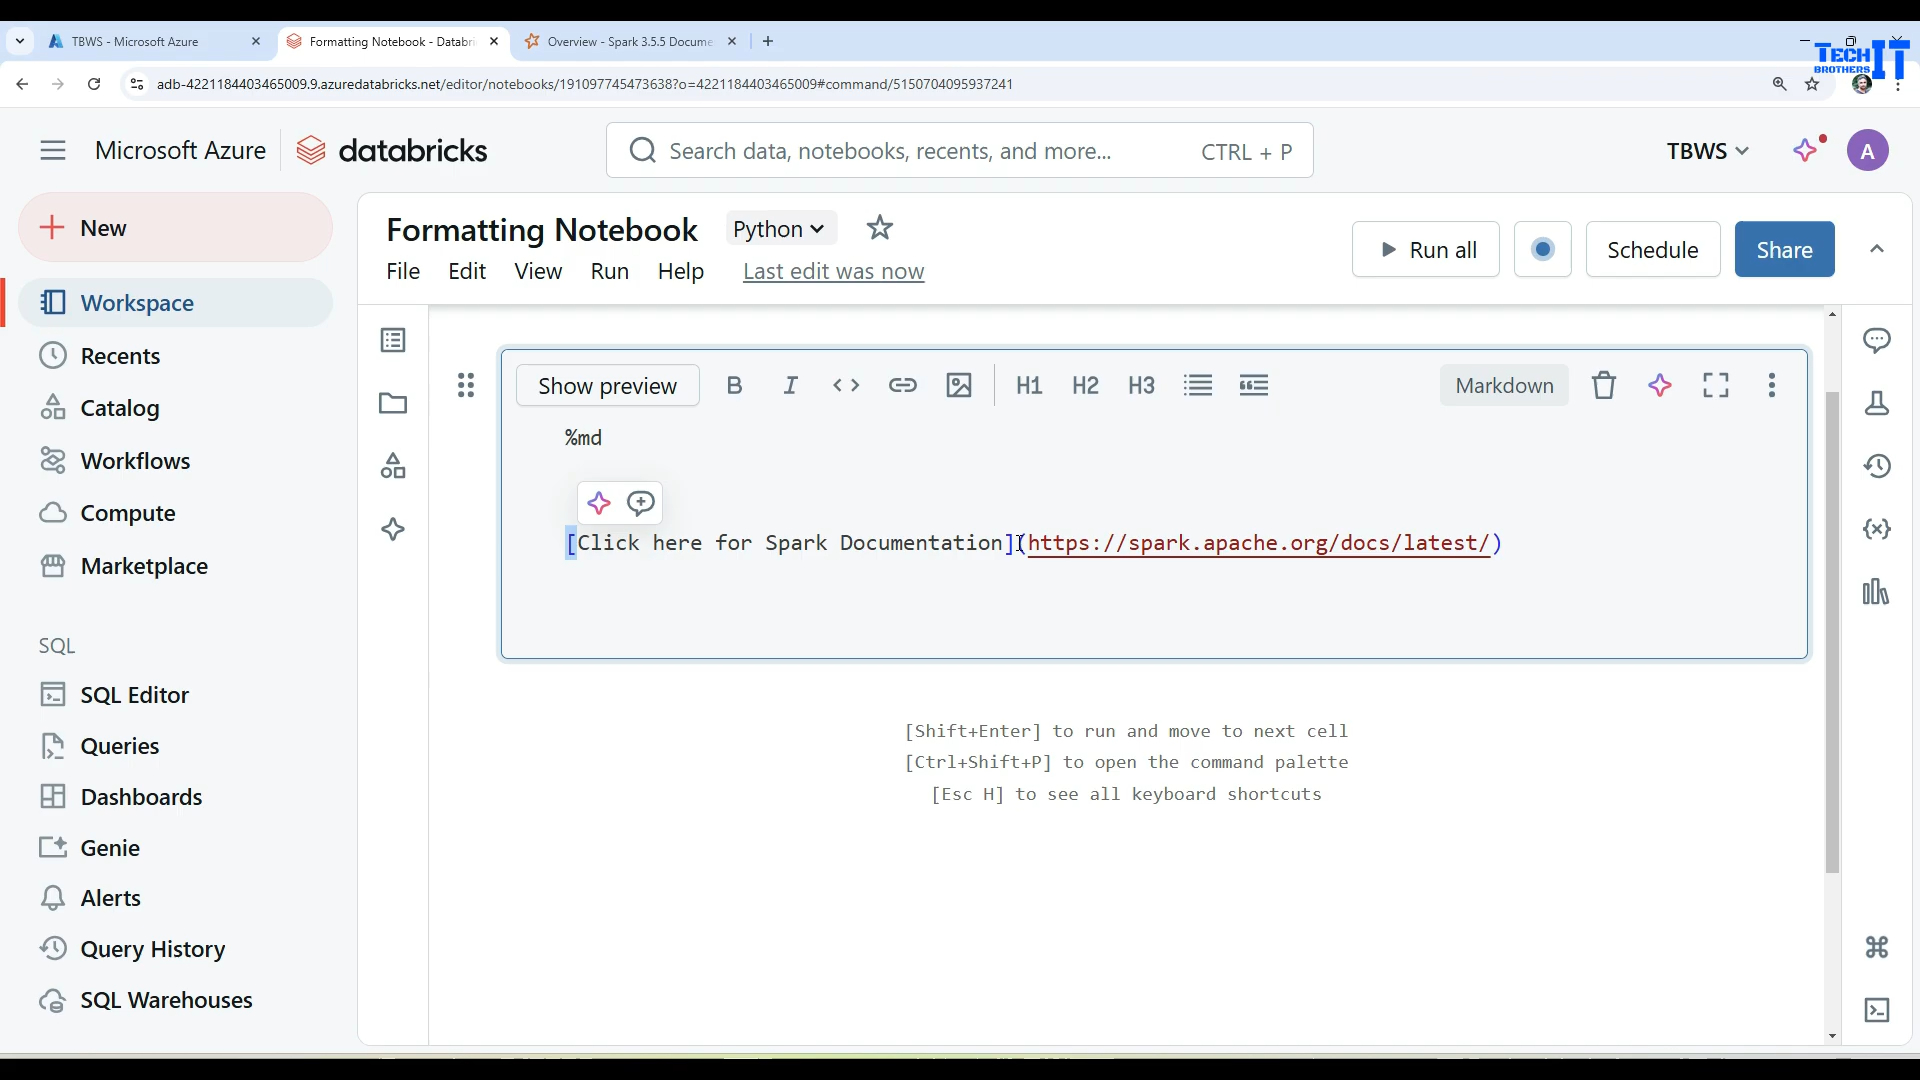 TBWS - Microsoft Azure
Formatting Notebook - Databri
Overview - Spark 3.5.5 Docume
TECH IT
BROTHERS
adb-4221184403465009.9.azuredatabricks.net/editor/notebooks/1910977454736387?o=4221184403465009#command/5150704095937241
Microsoft Azure
databricks
Search data, notebooks, recents, and more...
CTRL + P
TBWS
A
New
Workspace
Recents
Catalog
Workflows
Compute
Marketplace
SQL
SQL Editor
Queries
Dashboards
Genie
Alerts
Query History
SQL Warehouses
Formatting Notebook
Python
File Edit View Run Help Last edit was now
Run all
Schedule
Share
Show preview
B I H1 H2 H3
Markdown
%md
[Click here for Spark Documentation](https://spark.apache.org/docs/latest/)
[Shift+Enter] to run and move to next cell
[Ctrl+Shift+P] to open the command palette
[Esc H] to see all keyboard shortcuts